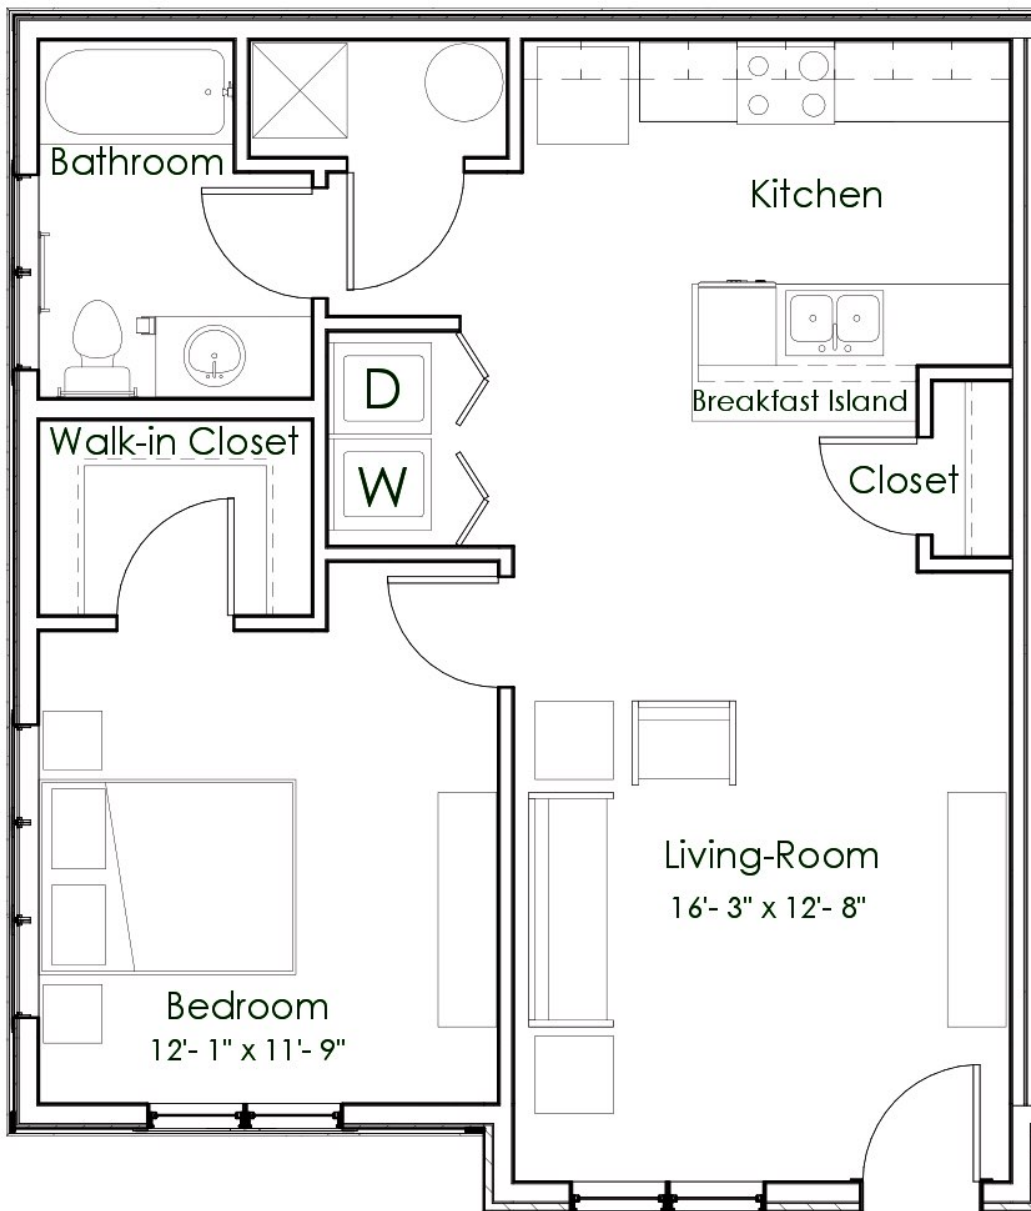 Bathroom
Kitchen
D
Breakfast Island
Walk-in Closet
W
Closet
Living-Room
16'- 3" x 12'- 8"
Bedroom
12'- 1" x 11'- 9"